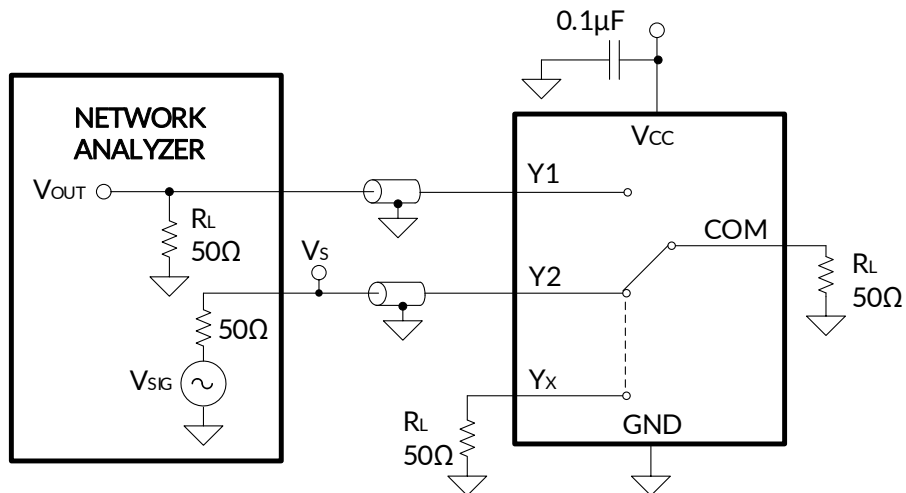 0.1µF
NETWORK
ANALYZER
VCC
VOUT
Y1
RL
50Ω
VS
COM
Y2
RL
50Ω
50Ω
VSIG
YX
RL
50Ω
GND